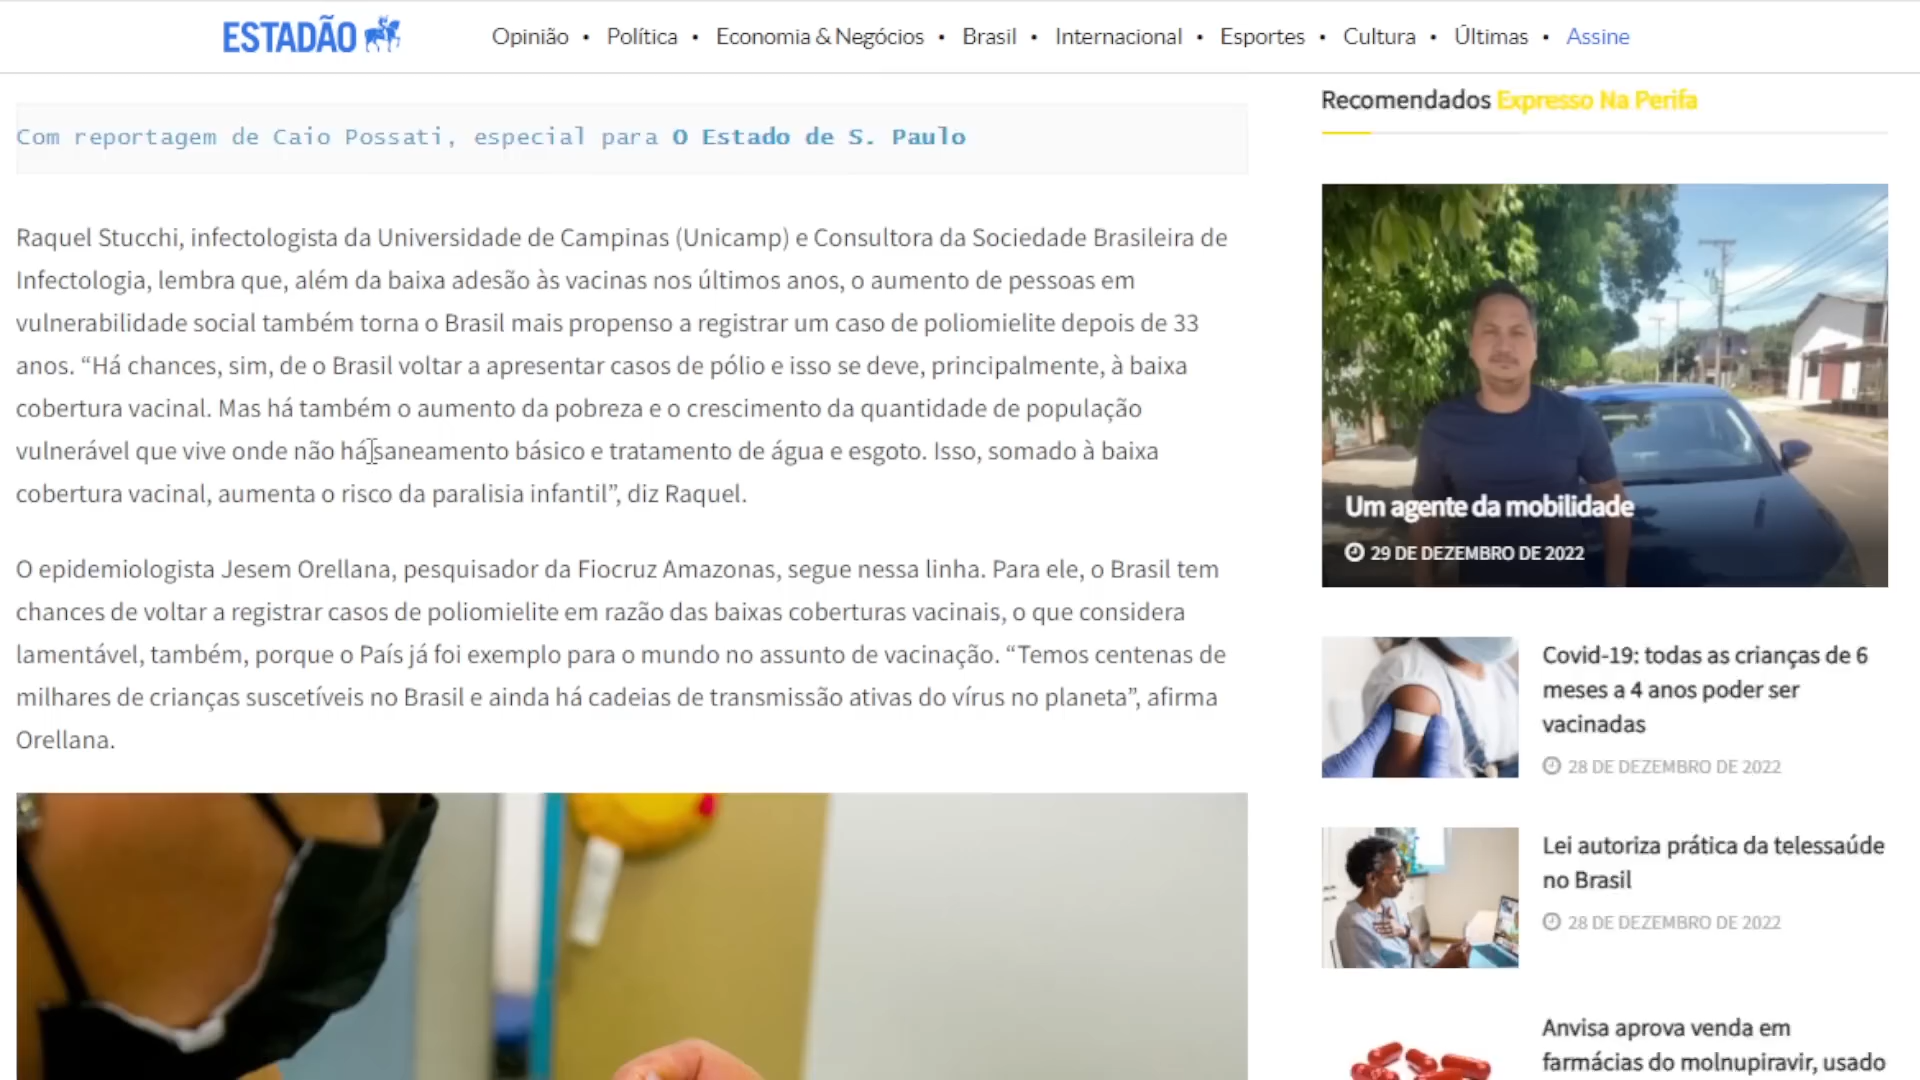 ESTADÃO
Opinião • Política • Economia & Negócios • Brasil • Internacional • Esportes • Cultura • Últimas • Assine
Com reportagem de Caio Possati, especial para O Estado de S. Paulo
Raquel Stucchi, infectologista da Universidade de Campinas (Unicamp) e Consultora da Sociedade Brasileira de
Infectologia, lembra que, além da baixa adesão às vacinas nos últimos anos, o aumento de pessoas em
vulnerabilidade social também torna o Brasil mais propenso a registrar um caso de poliomielite depois de 33
anos. “Há chances, sim, de o Brasil voltar a apresentar casos de pólio e isso se deve, principalmente, à baixa
cobertura vacinal. Mas há também o aumento da pobreza e o crescimento da quantidade de população
vulnerável que vive onde não há saneamento básico e tratamento de água e esgoto. Isso, somado à baixa
cobertura vacinal, aumenta o risco da paralisia infantil”, diz Raquel.
O epidemiologista Jesem Orellana, pesquisador da Fiocruz Amazonas, segue nessa linha. Para ele, o Brasil tem
chances de voltar a registrar casos de poliomielite em razão das baixas coberturas vacinais, o que considera
lamentável, também, porque o País já foi exemplo para o mundo no assunto de vacinação. “Temos centenas de
milhares de crianças suscetíveis no Brasil e ainda há cadeias de transmissão ativas do vírus no planeta”, afirma
Orellana.
Recomendados Expresso Na Perifa
Um agente da mobilidade
29 DE DEZEMBRO DE 2022
Covid-19: todas as crianças de 6
meses a 4 anos poder ser
vacinadas
28 DE DEZEMBRO DE 2022
Lei autoriza prática da telessaúde
no Brasil
28 DE DEZEMBRO DE 2022
Anvisa aprova venda em
farmácias do molnupiravir, usado